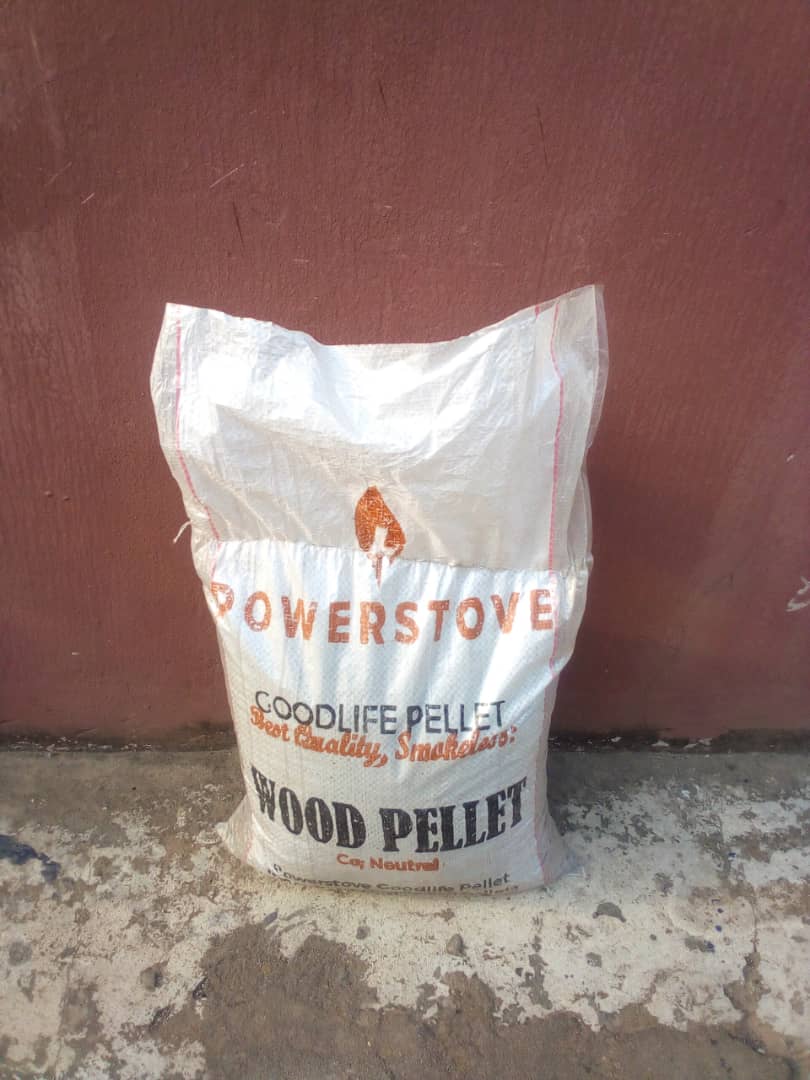 POWERSTOVE
GOODLIFE PELLET
Best Quality, Smokeless:
WOOD PELLET
Co₂ Neutral
Powerstove Goodlife Pellet